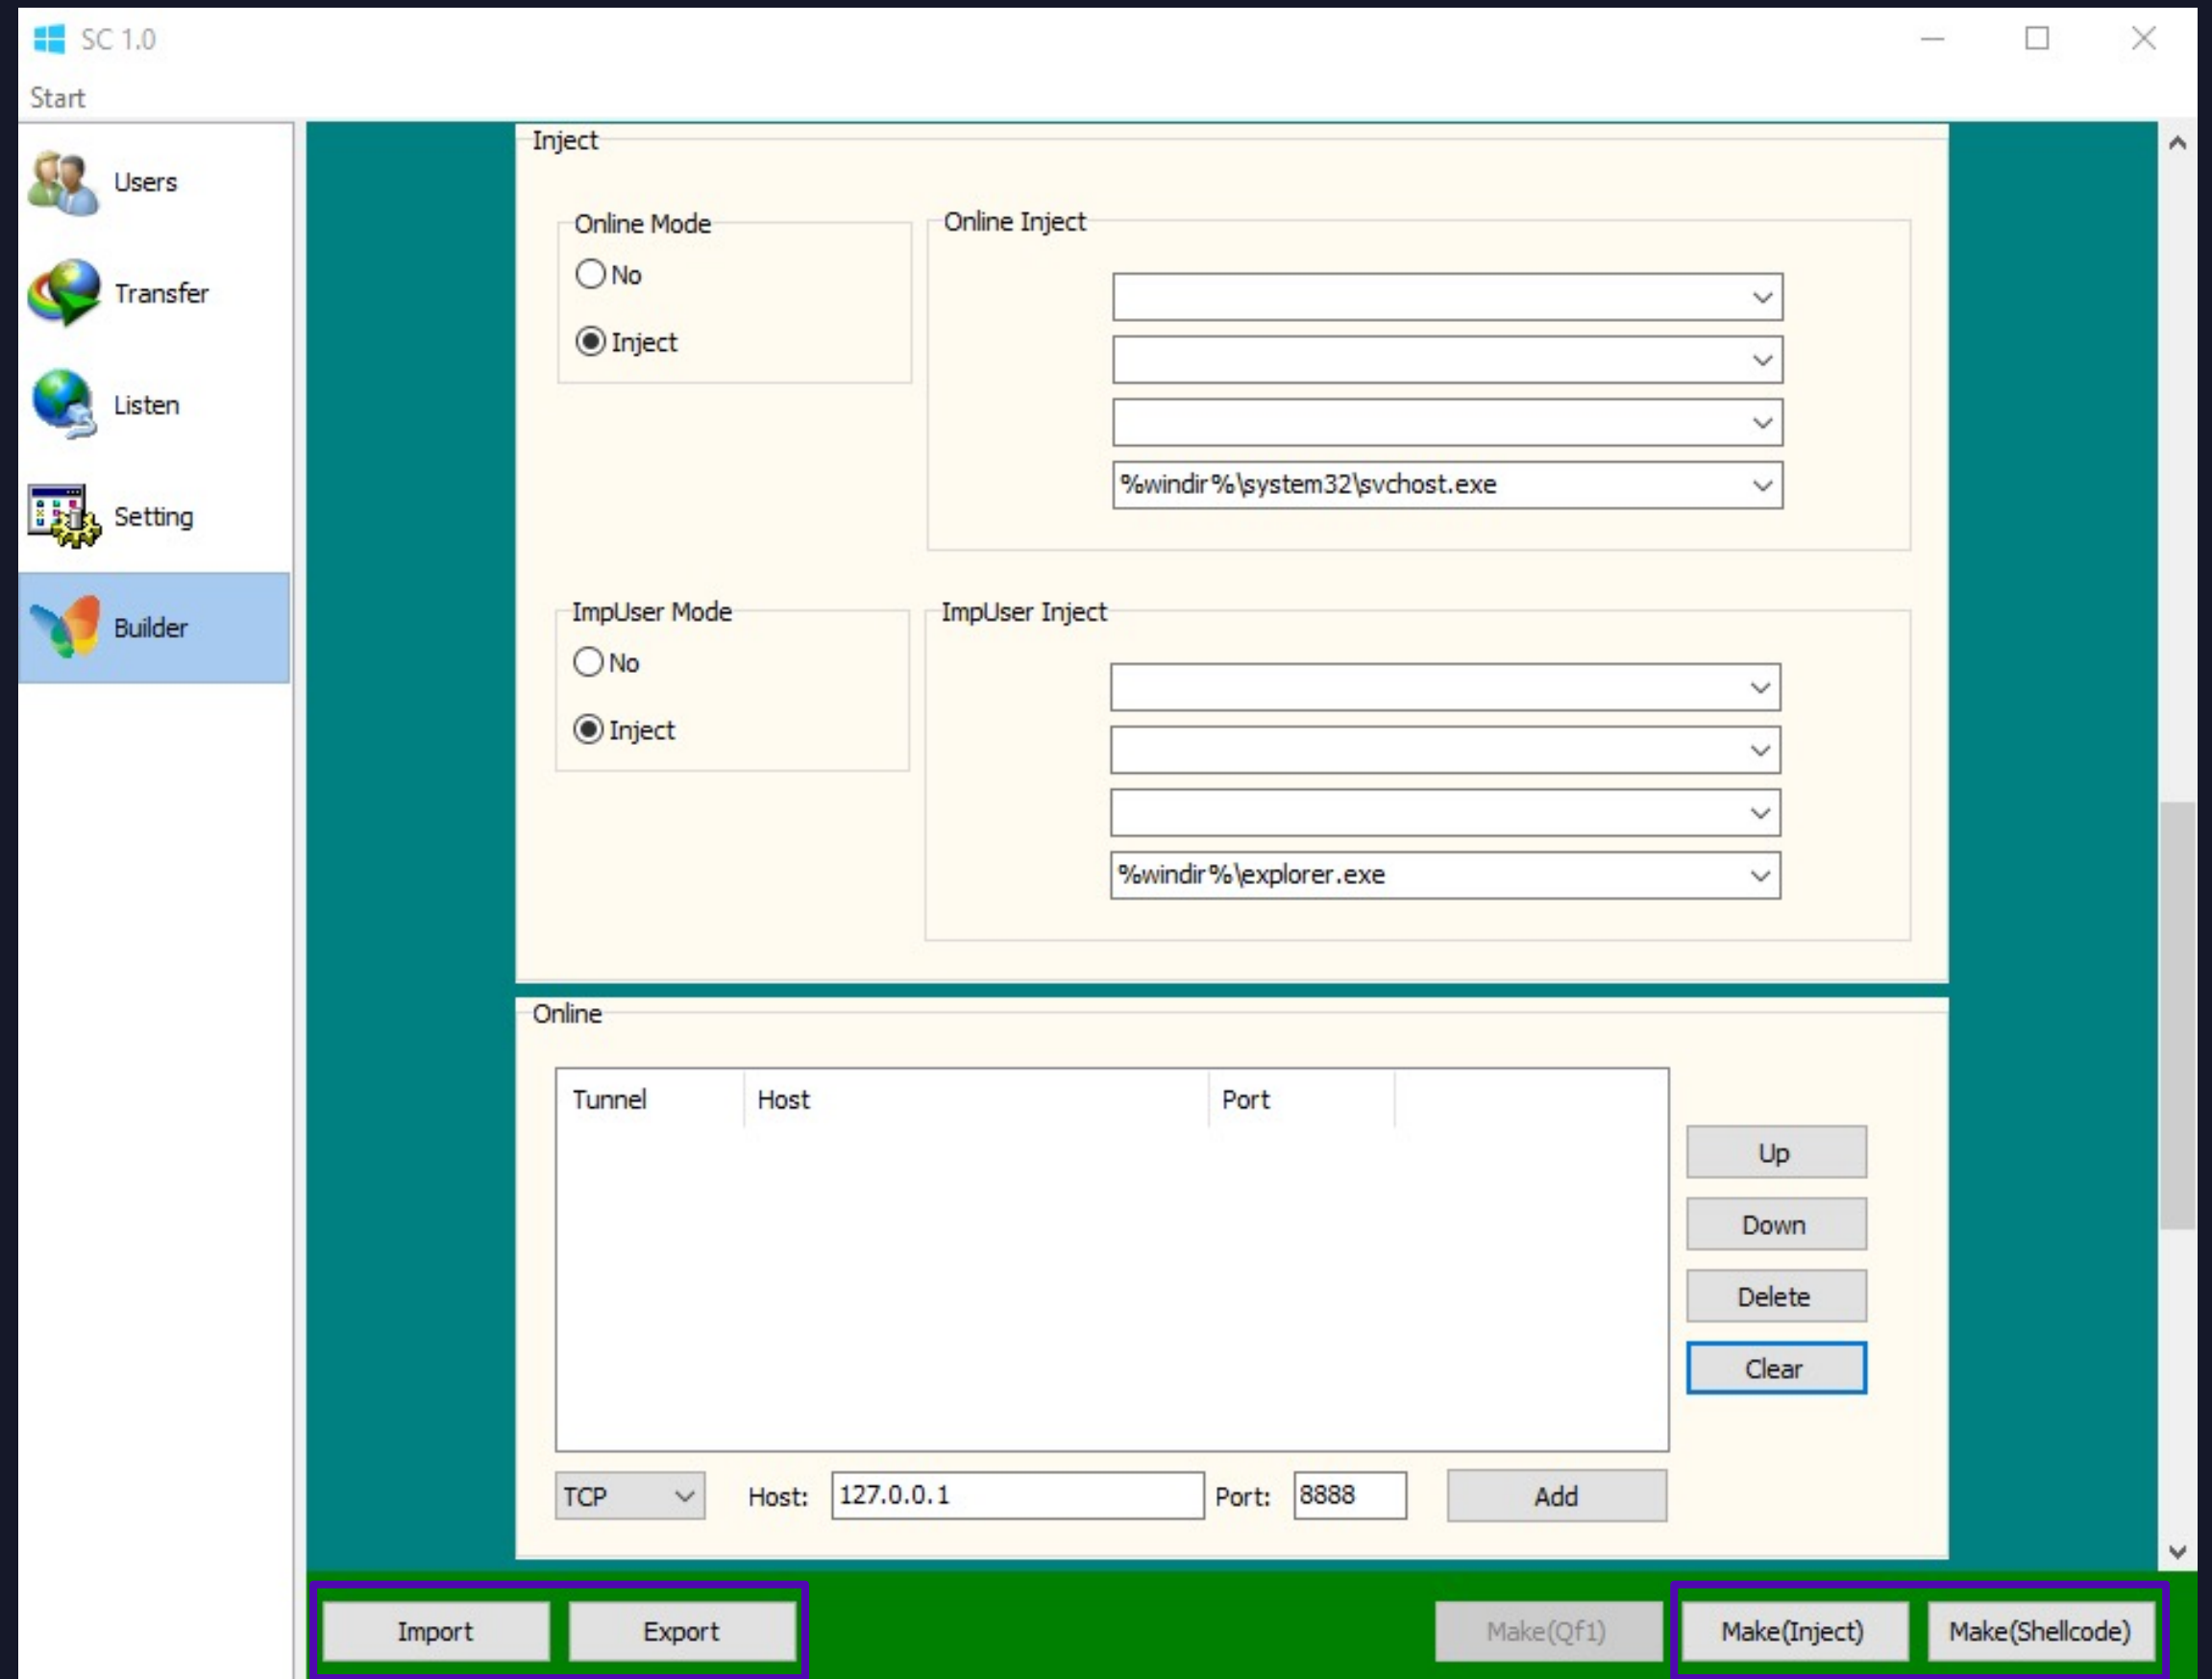 SC 1.0
Start
Users
Transfer
Listen
Setting
Builder
Inject
Online Mode
No
Inject
Online Inject
%windir%\system32\svchost.exe
ImpUser Mode
No
Inject
ImpUser Inject
%windir%\explorer.exe
Online
Tunnel Host Port
Up
Down
Delete
Clear
TCP Host: 127.0.0.1 Port: 8888 Add
Import Export Make(Qf1) Make(Inject) Make(Shellcode)